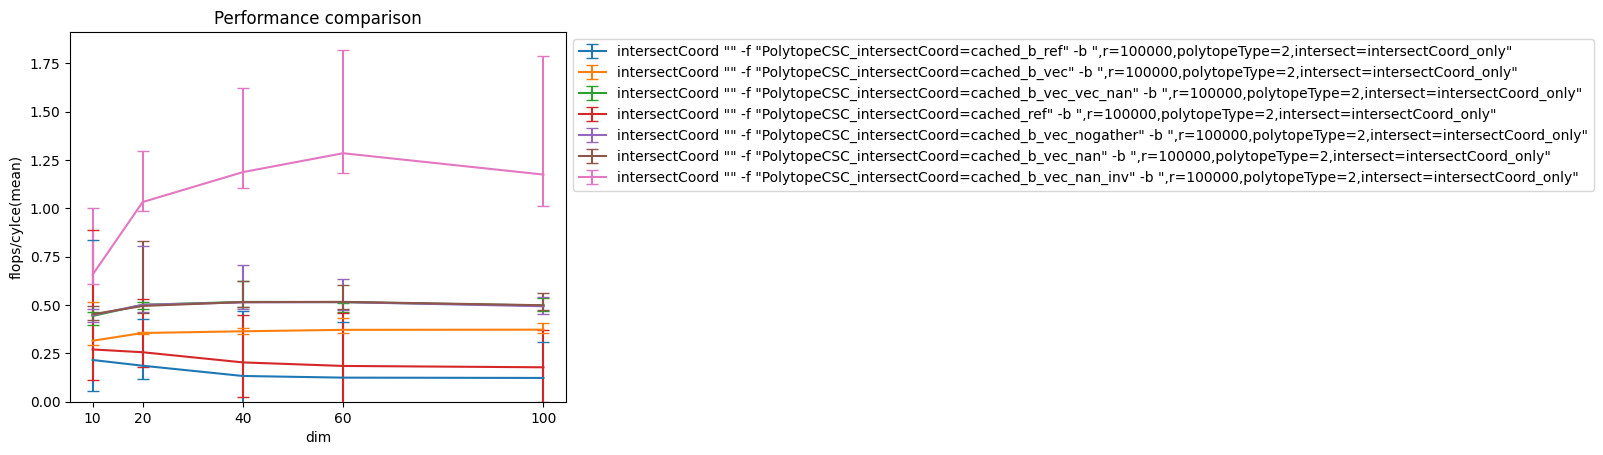 Performance comparison
flops/cylce(mean)
1.75
1.50
1.25
1.00
0.75
0.50
0.25
0.00
10 20 40 60 100
dim
intersectCoord "" -f "PolytopeCSC_intersectCoord=cached_b_ref" -b ",r=100000,polytopeType=2,intersect=intersectCoord_only"
intersectCoord "" -f "PolytopeCSC_intersectCoord=cached_b_vec" -b ",r=100000,polytopeType=2,intersect=intersectCoord_only"
intersectCoord "" -f "PolytopeCSC_intersectCoord=cached_b_vec_vec_nan" -b ",r=100000,polytopeType=2,intersect=intersectCoord_only"
intersectCoord "" -f "PolytopeCSC_intersectCoord=cached_ref" -b ",r=100000,polytopeType=2,intersect=intersectCoord_only"
intersectCoord "" -f "PolytopeCSC_intersectCoord=cached_b_vec_nogather" -b ",r=100000,polytopeType=2,intersect=intersectCoord_only"
intersectCoord "" -f "PolytopeCSC_intersectCoord=cached_b_vec_nan" -b ",r=100000,polytopeType=2,intersect=intersectCoord_only"
intersectCoord "" -f "PolytopeCSC_intersectCoord=cached_b_vec_nan_inv" -b ",r=100000,polytopeType=2,intersect=intersectCoord_only"